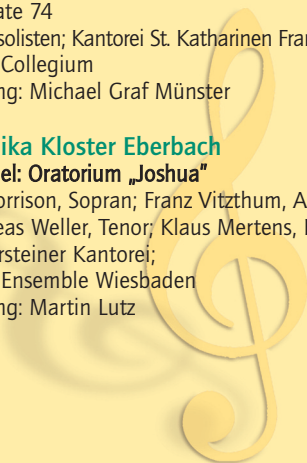 ate 74
solisten; Kantorei St. Katharinen Fran
Collegium
ng: Michael Graf Münster
ika Kloster Eberbach
el: Oratorium „Joshua“
orrison, Sopran; Franz Vitzthum, A
eas Weller, Tenor; Klaus Mertens,
rsteiner Kantorei;
Ensemble Wiesbaden
ng: Martin Lutz